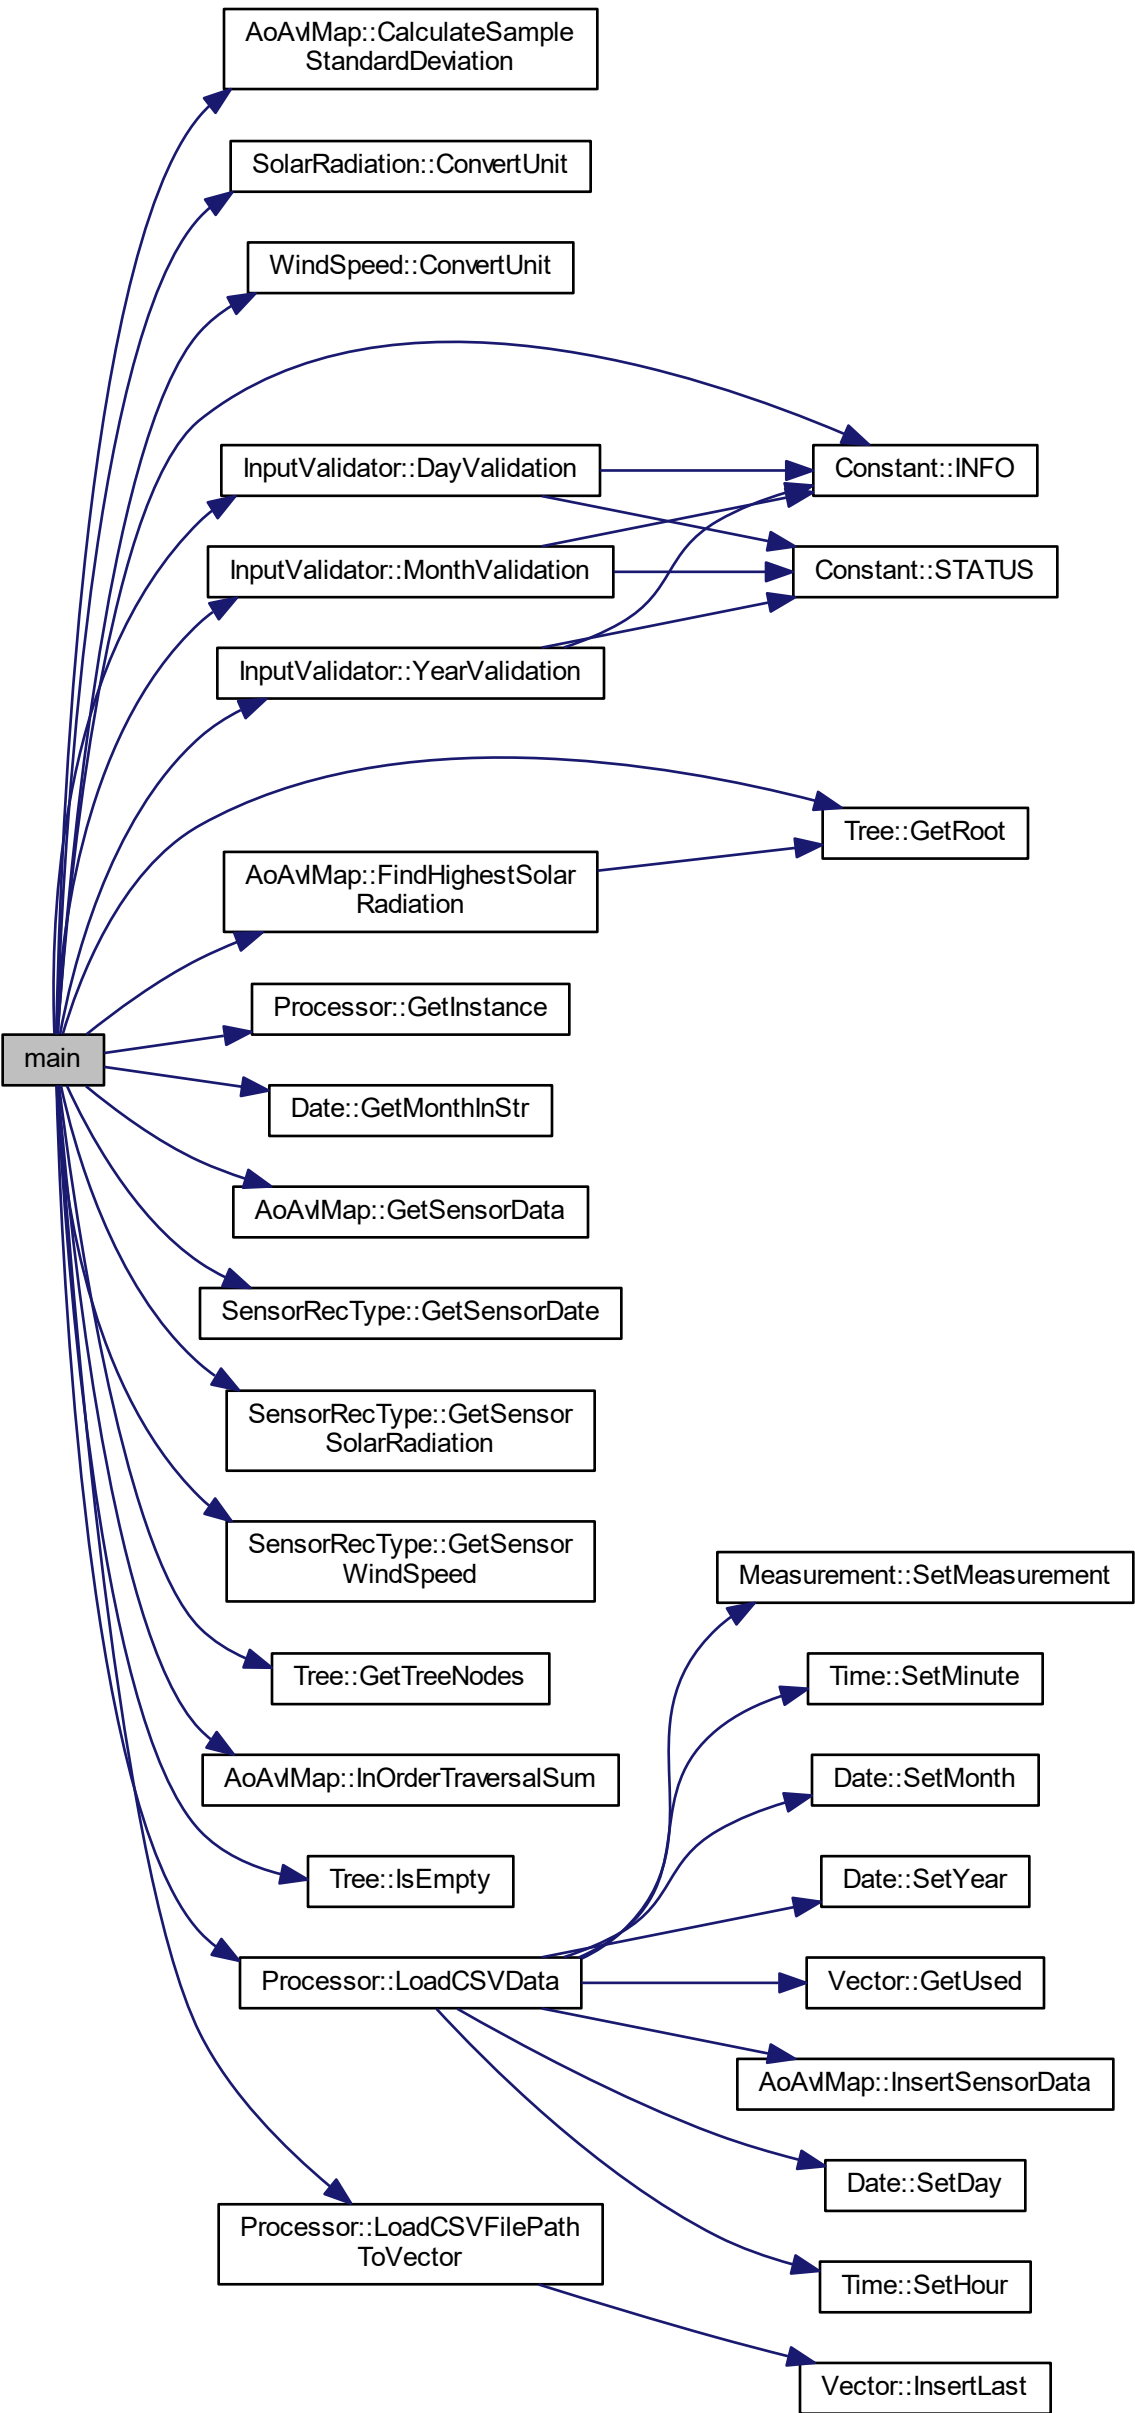 AoAvlMap::CalculateSample
StandardDeviation
SolarRadiation::ConvertUnit
WindSpeed::ConvertUnit
InputValidator::DayValidation
Constant::INFO
InputValidator::MonthValidation
Constant::STATUS
InputValidator::YearValidation
Tree::GetRoot
AoAvlMap::FindHighestSolar
Radiation
Processor::GetInstance
main
Date::GetMonthInStr
AoAvlMap::GetSensorData
SensorRecType::GetSensorDate
SensorRecType::GetSensor
SolarRadiation
SensorRecType::GetSensor
WindSpeed
Measurement::SetMeasurement
Tree::GetTreeNodes
Time::SetMinute
AoAvlMap::InOrderTraversalSum
Date::SetMonth
Tree::IsEmpty
Date::SetYear
Processor::LoadCSVData
Vector::GetUsed
AoAvlMap::InsertSensorData
Date::SetDay
Processor::LoadCSVFilePath
ToVector
Time::SetHour
Vector::InsertLast